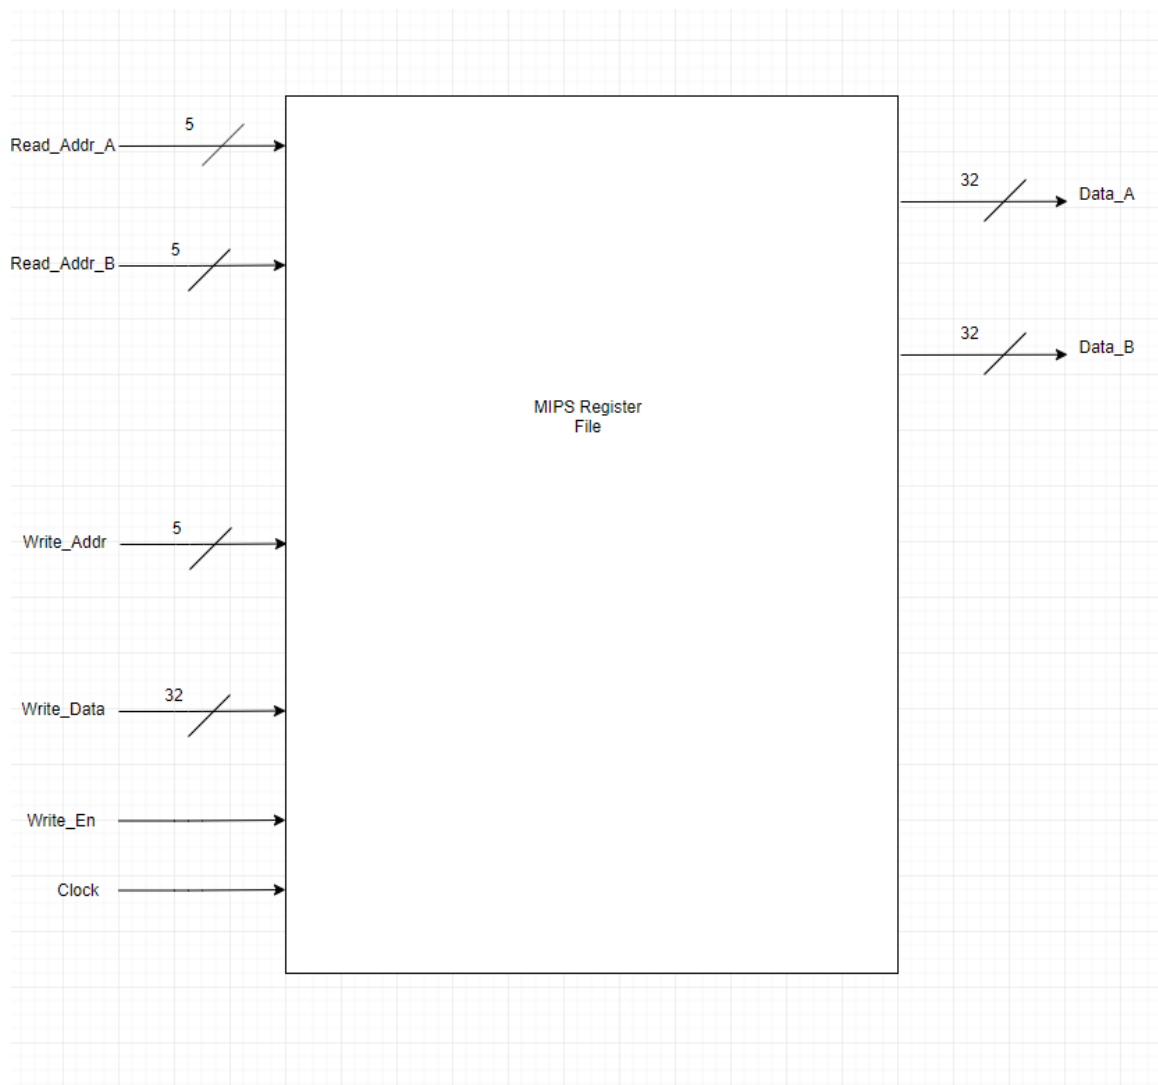 5
Read_Addr_A
32
Data_A
5
Read_Addr_B
32
Data_B
MIPS Register
File
5
Write_Addr
32
Write_Data
Write_En
Clock